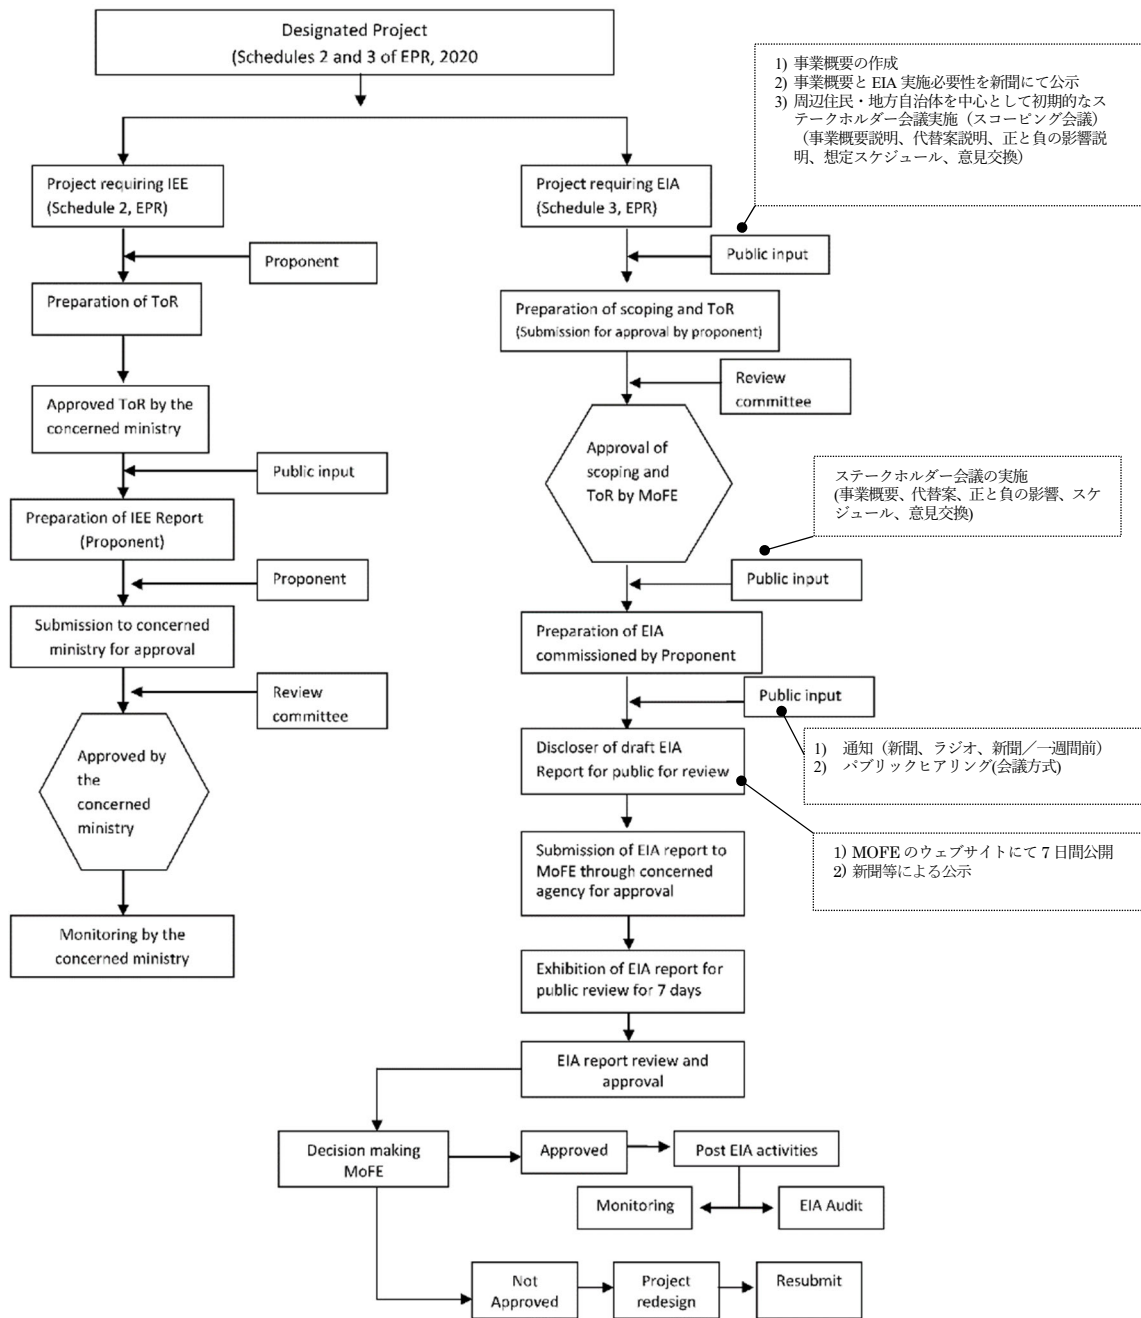 Designated Project
(Schedules 2 and 3 of EPR, 2020
1) 事業概要の作成
2) 事業概要と EIA 実施必要性を新聞にて公示
3) 周辺住民・地方自治体を中心として初期的なス
テークホルダー会議実施（スコーピング会議）
（事業概要説明、代替案説明、正と負の影響説
明、想定スケジュール、意見交換）
Project requiring IEE
(Schedule 2, EPR)
Proponent
Preparation of ToR
Approved ToR by the
concerned ministry
Public input
Preparation of IEE Report
(Proponent)
Proponent
Submission to concerned
ministry for approval
Review
committee
Approved by
the
concerned
ministry
Monitoring by the
concerned ministry
Project requiring EIA
(Schedule 3, EPR)
Public input
Preparation of scoping and ToR
(Submission for approval by proponent)
Review
committee
Approval of
scoping and
ToR by MoFE
ステークホルダー会議の実施
(事業概要、代替案、正と負の影響、スケ
ジュール、意見交換)
Public input
Preparation of EIA
commissioned by Proponent
Public input
1) 通知（新聞、ラジオ、新聞／一週間前）
2) パブリックヒアリング(会議方式)
Discloser of draft EIA
Report for public for review
1) MOFE のウェブサイトにて 7 日間公開
2) 新聞等による公示
Submission of EIA report to
MoFE through concerned
agency for approval
Exhibition of EIA report for
public review for 7 days
EIA report review and
approval
Decision making
MoFE
Approved
Post EIA activities
Monitoring
EIA Audit
Not
Approved
Project
redesign
Resubmit